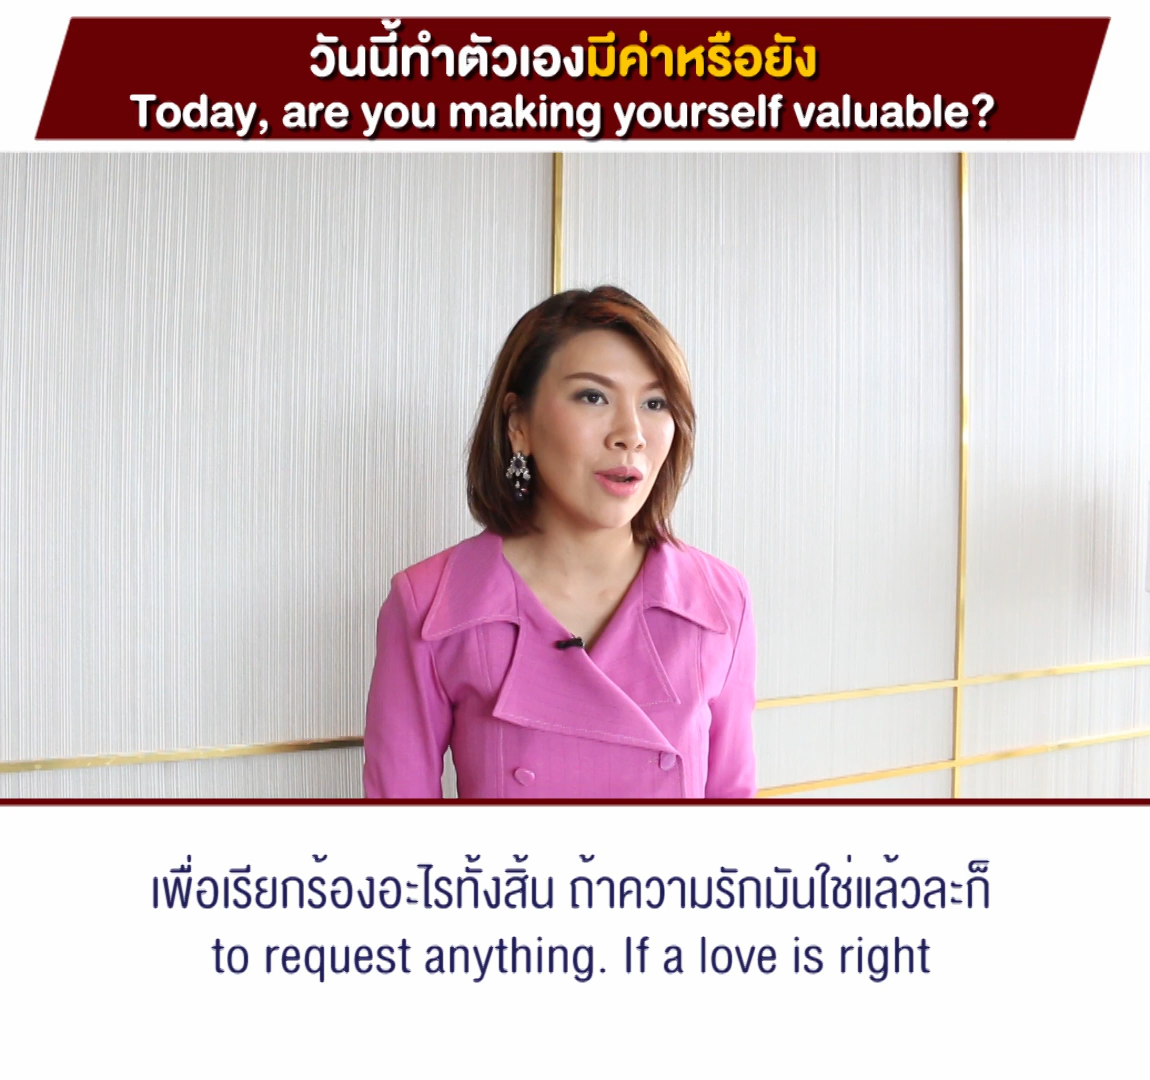 วันนี้ทำตัวเองมีค่าหรือยัง
Today, are you making yourself valuable?
เพื่อเรียกร้องอะไรทั้งสิ้น ถ้าความรักมันใช่แล้วละก็
to request anything. If a love is right